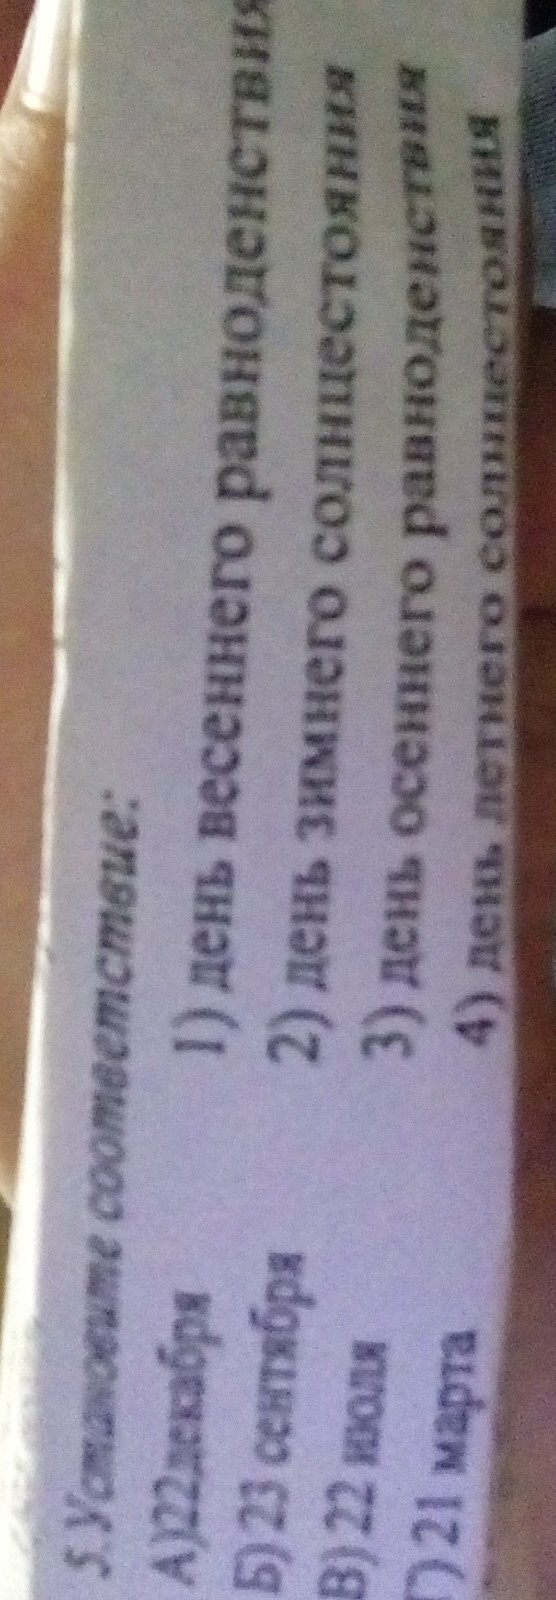 5.Установите соответствие:
А)22декабря 1) день весеннего равноденствия
Б) 23 сентября 2) день зимнего солнцестояния
В) 22 июля 3) день осеннего равноденствия
Г) 21 марта 4) день летнего солнцестояния